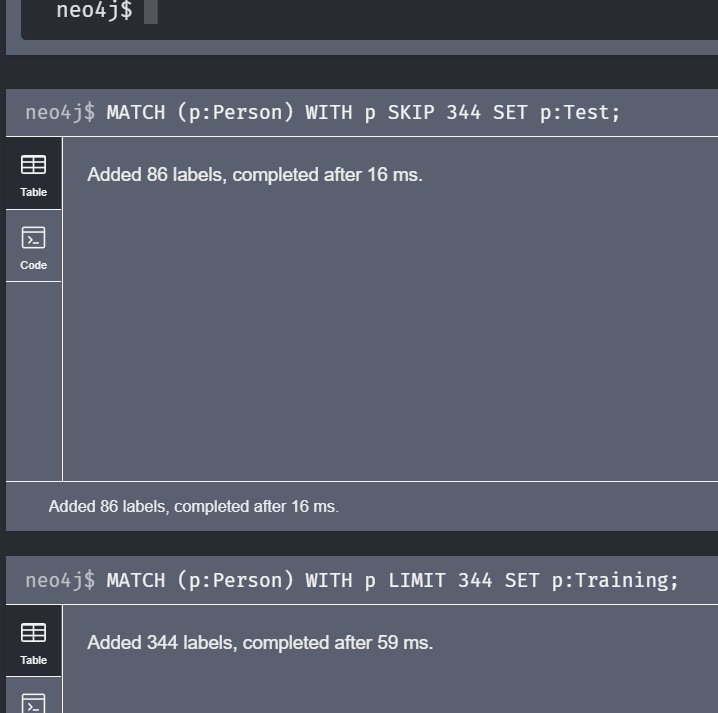 neo4j$
neo4j$ MATCH (p:Person) WITH p SKIP 344 SET p:Test;
Table
Added 86 labels, completed after 16 ms.
Code
Added 86 labels, completed after 16 ms.
neo4j$ MATCH (p:Person) WITH p LIMIT 344 SET p:Training;
Table
Added 344 labels, completed after 59 ms.